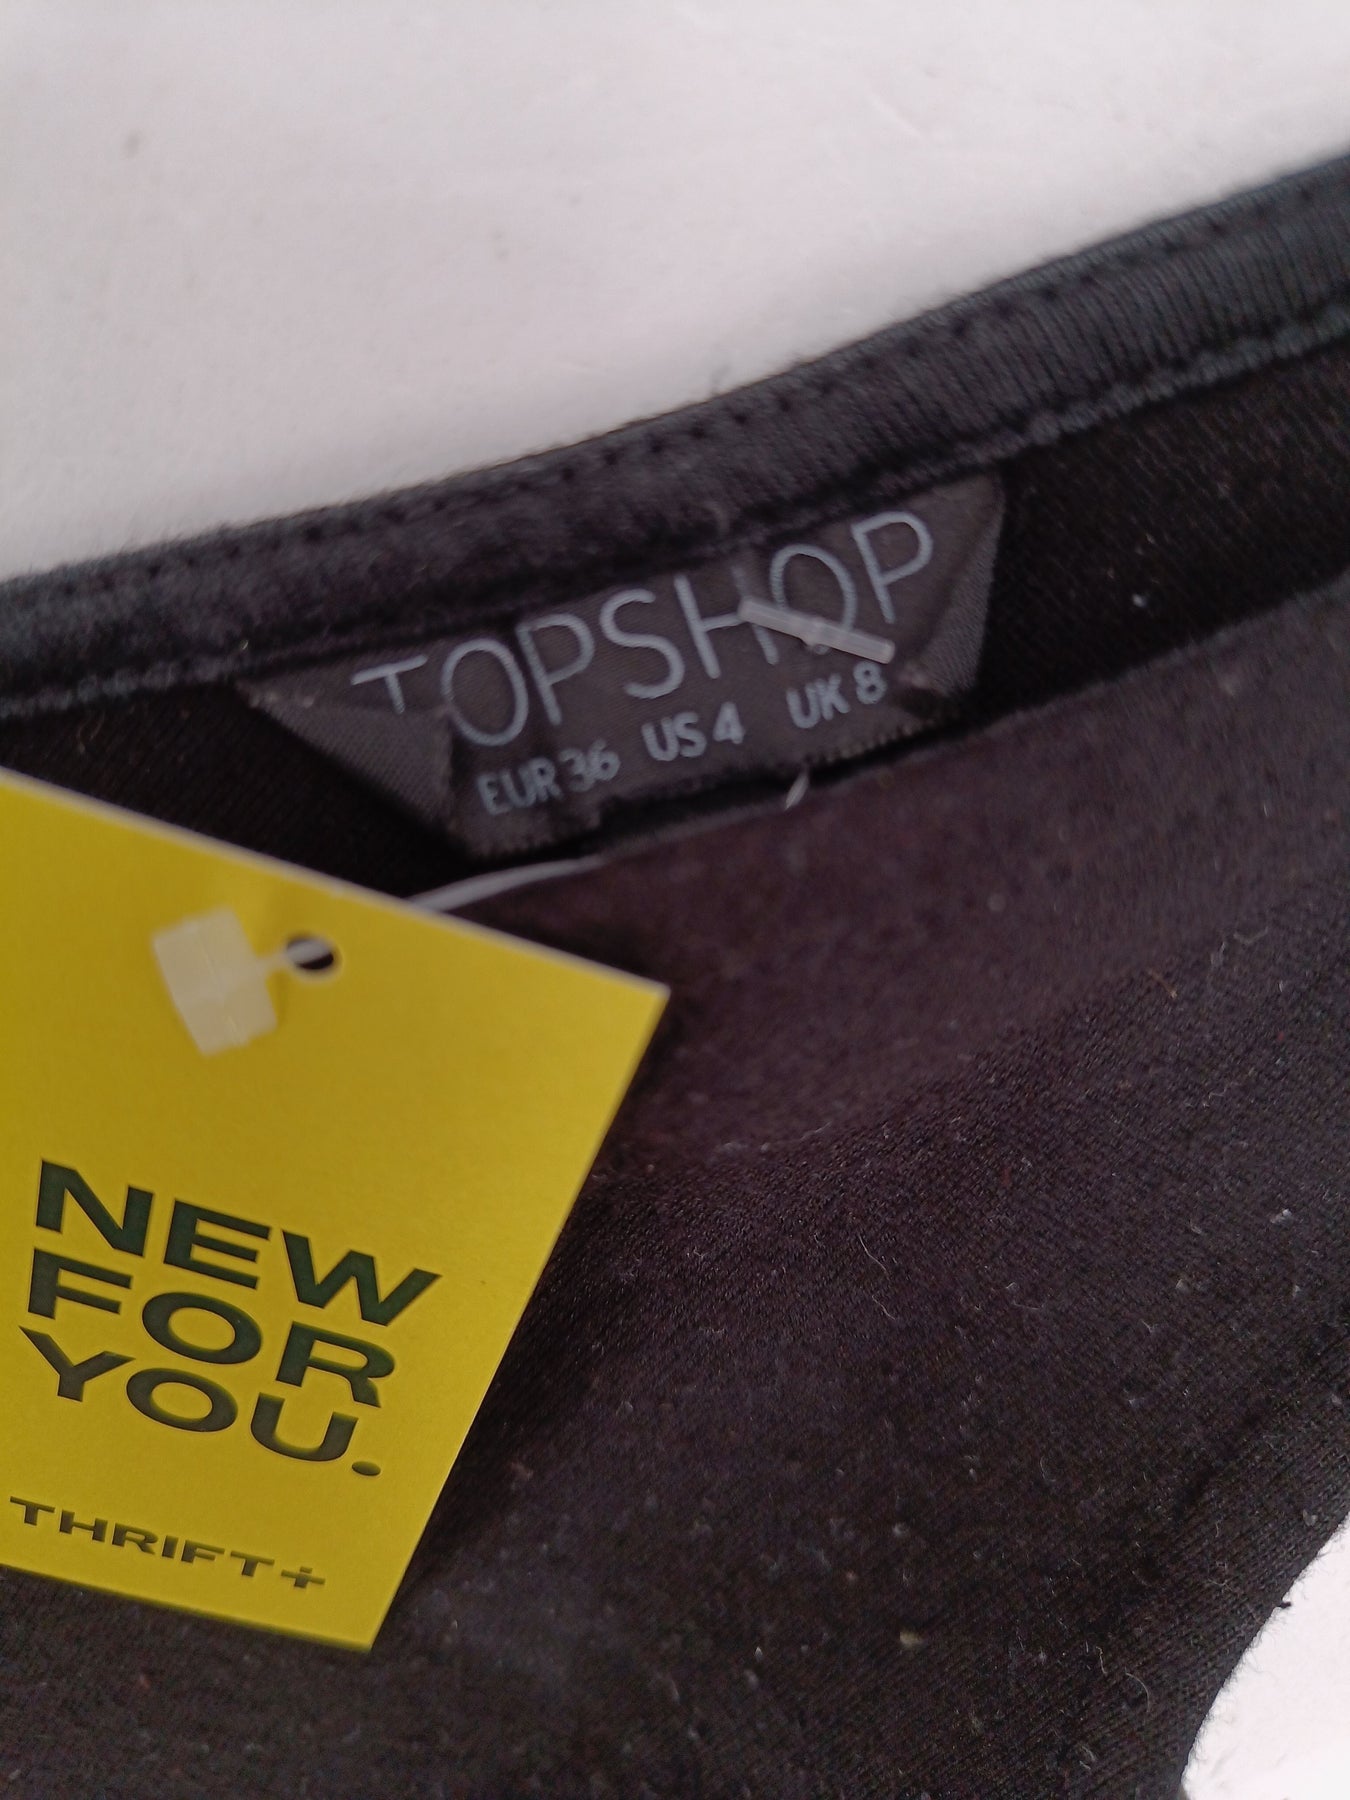 TOPSHOP
EUR 36 US 4 UK 8
NEW
FOR
YOU.
THRIFT+